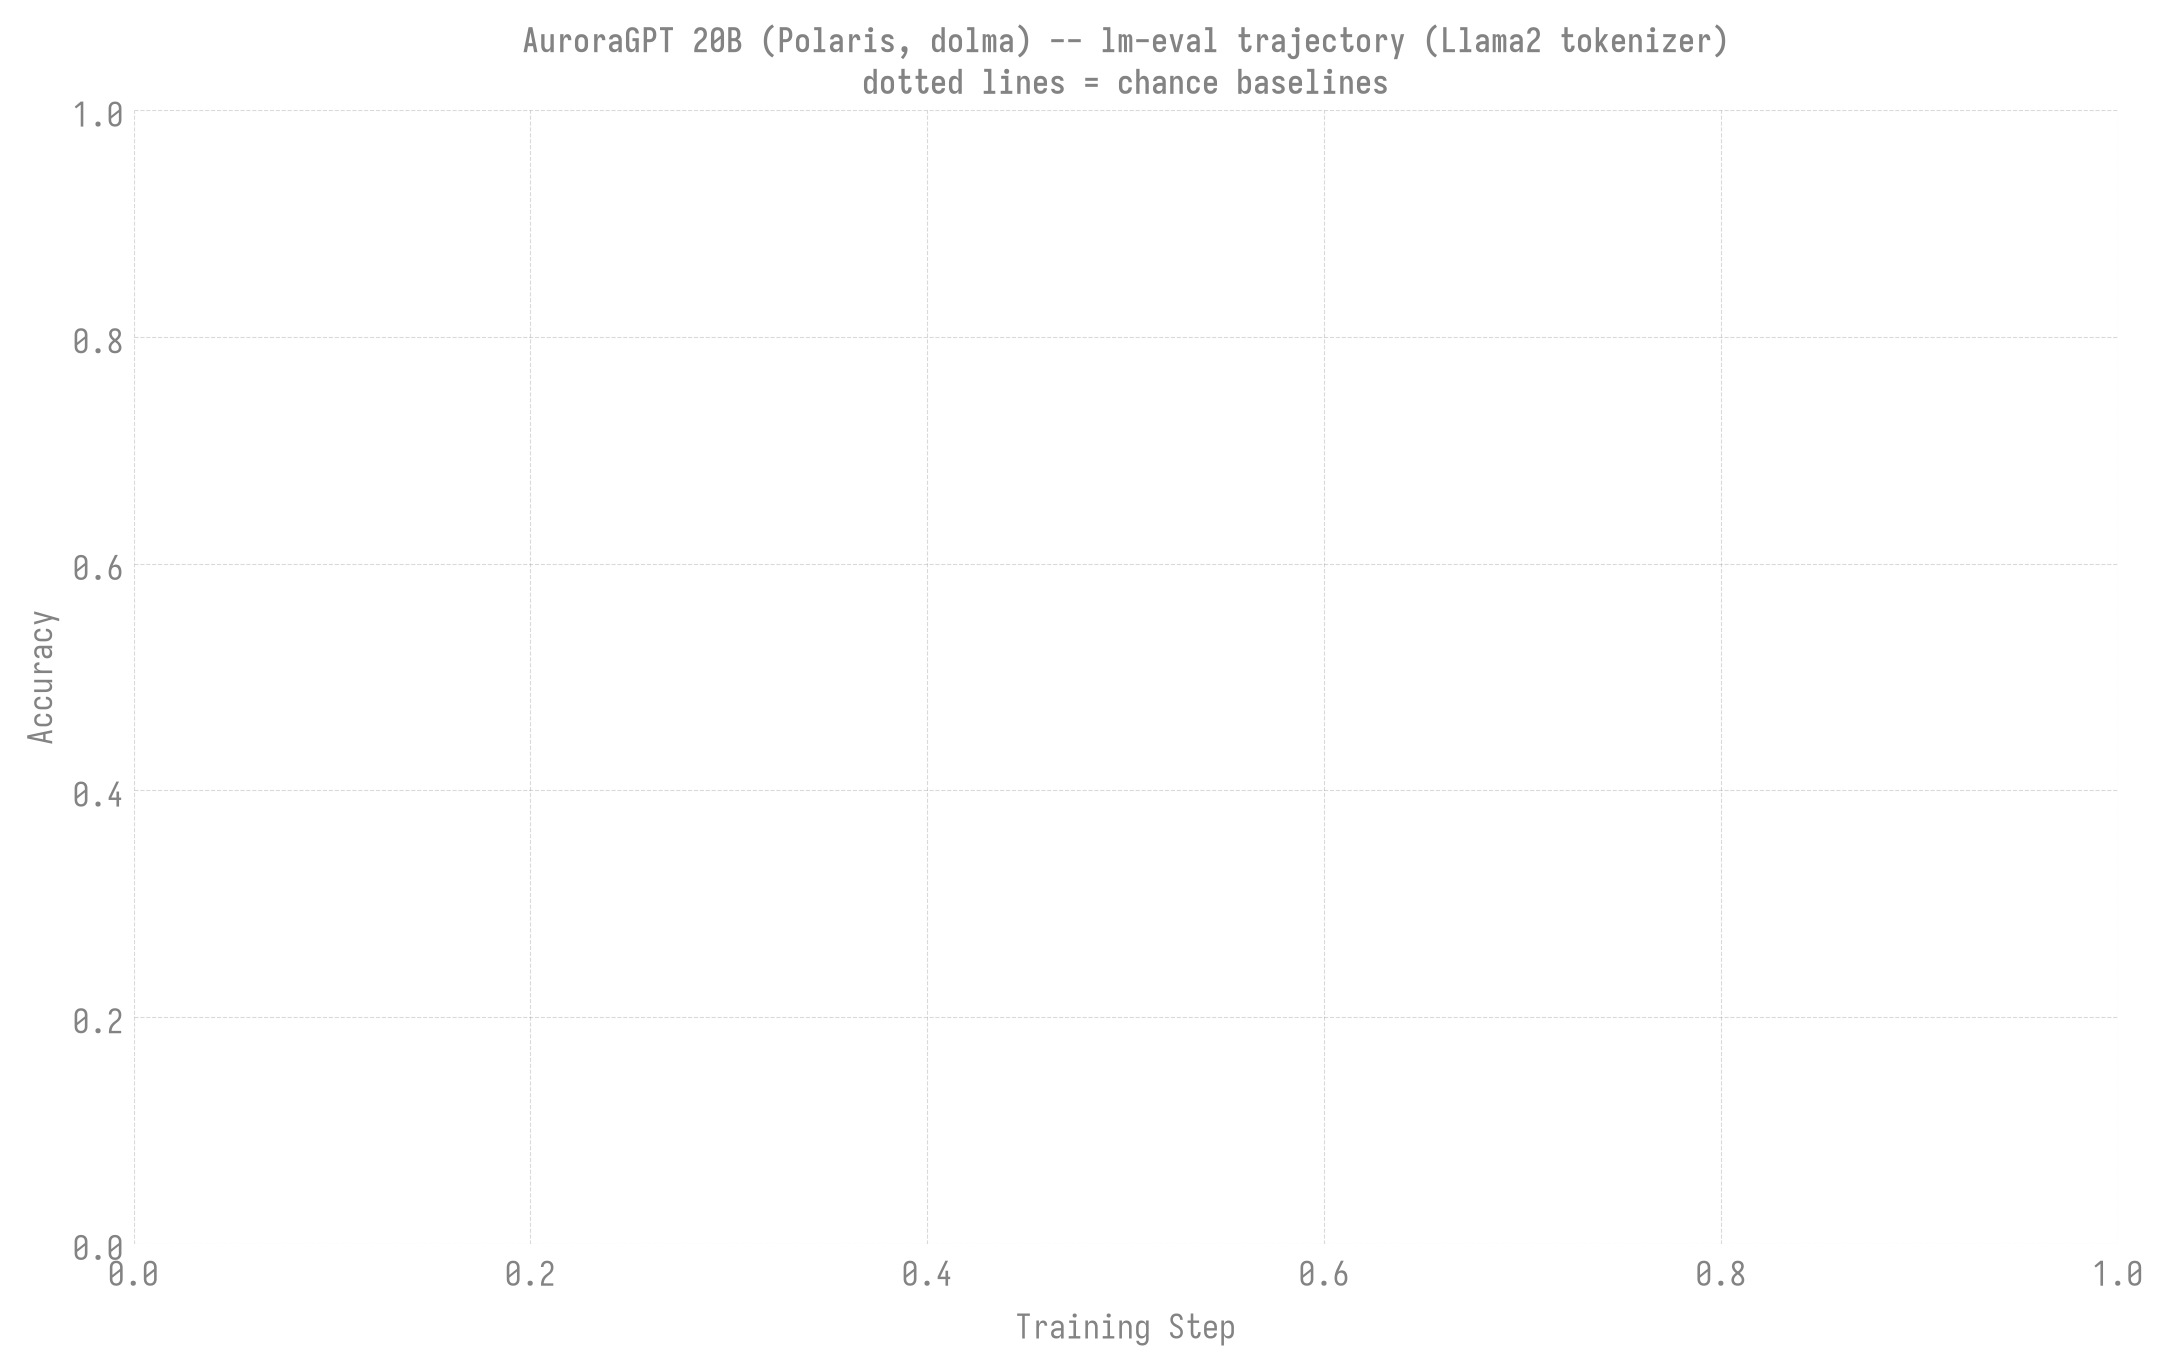 AuroraGPT 20B (Polaris, dolma) -- lm-eval trajectory (Llama2 tokenizer)
dotted lines = chance baselines
1.0
0.8
0.6
Accuracy
0.4
0.2
0.0
0.0 0.2 0.4 0.6 0.8 1.0
Training Step